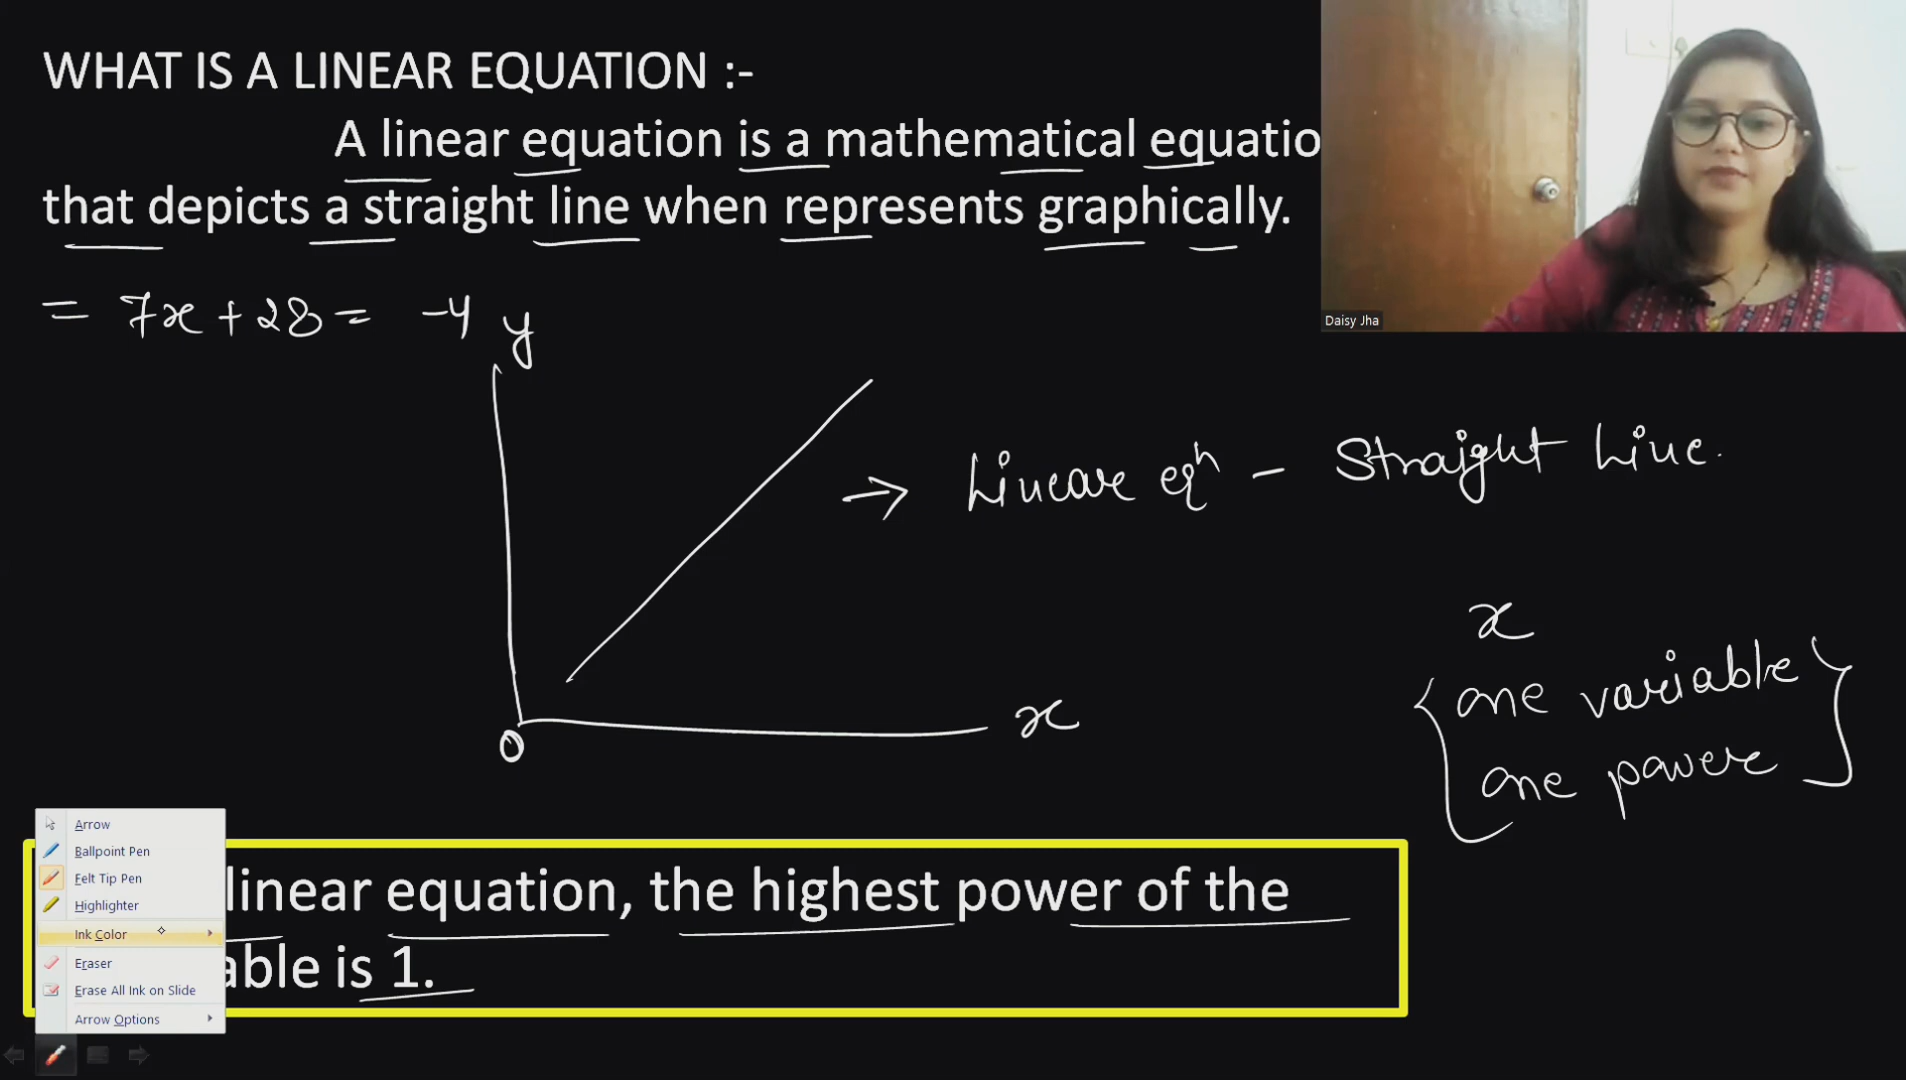 WHAT IS A LINEAR EQUATION :-
A linear equation is a mathematical equatio
that depicts a straight line when represents graphically.
Daisy Jha
= 7x + 28 = -4
y
→ Linear eqn - Straight Line.
x
one variable
one power
x
0
Arrow
Ballpoint Pen
Felt Tip Pen
Highlighter
Ink Color
Eraser
Erase All Ink on Slide
Arrow Options
linear equation, the highest power of the
able is 1.